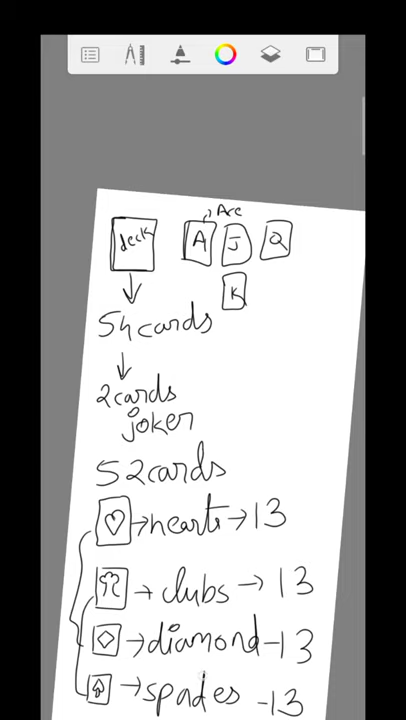 Ace
deck A J Q
K
54 cards
2 cards
joker
52 cards
→hearts→13
→clubs→13
→diamond-13
→spades -13